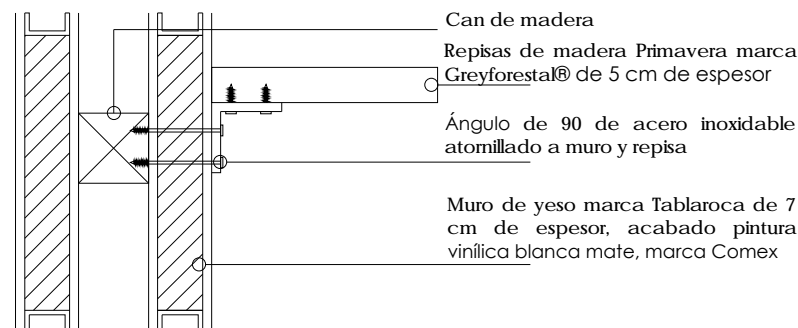 Can de madera
Repisas de madera Primavera marca
Greyforestal® de 5 cm de espesor
Ángulo de 90 de acero inoxidable
atornillado a muro y repisa
Muro de yeso marca Tablaroca de 7
cm de espesor, acabado pintura
vinílica blanca mate, marca Comex